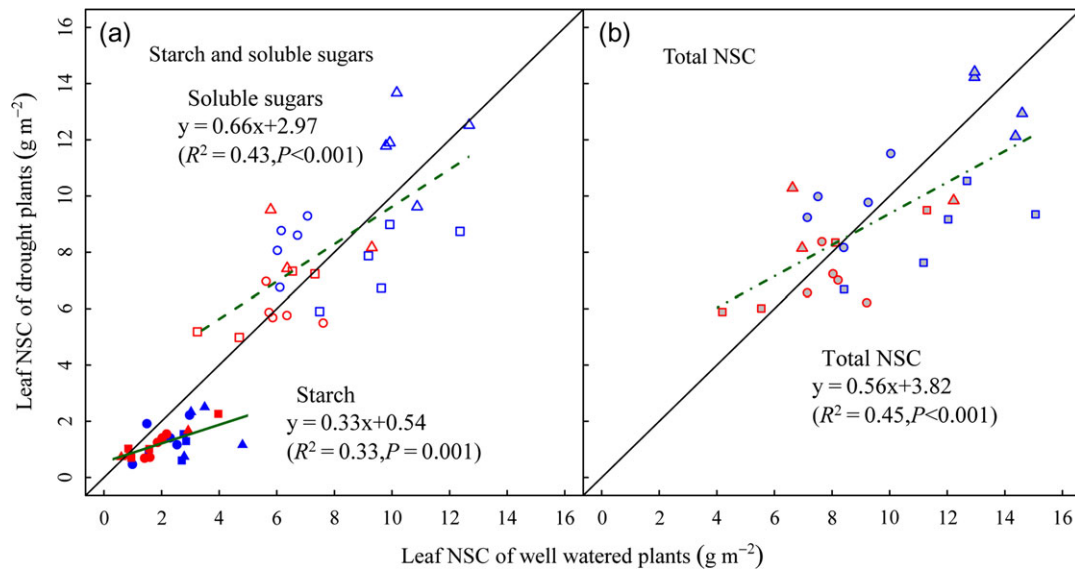 (a)
Starch and soluble sugars
Soluble sugars
y = 0.66x+2.97
(R² = 0.43,P<0.001)
Starch
y = 0.33x+0.54
(R² = 0.33,P = 0.001)
(b)
Total NSC
Total NSC
y = 0.56x+3.82
(R² = 0.45,P<0.001)
Leaf NSC of drought plants (g m⁻²)
0 2 4 6 8 10 12 14 16
0 2 4 6 8 10 12 14 16
0 2 4 6 8 10 12 14 16
Leaf NSC of well watered plants (g m⁻²)